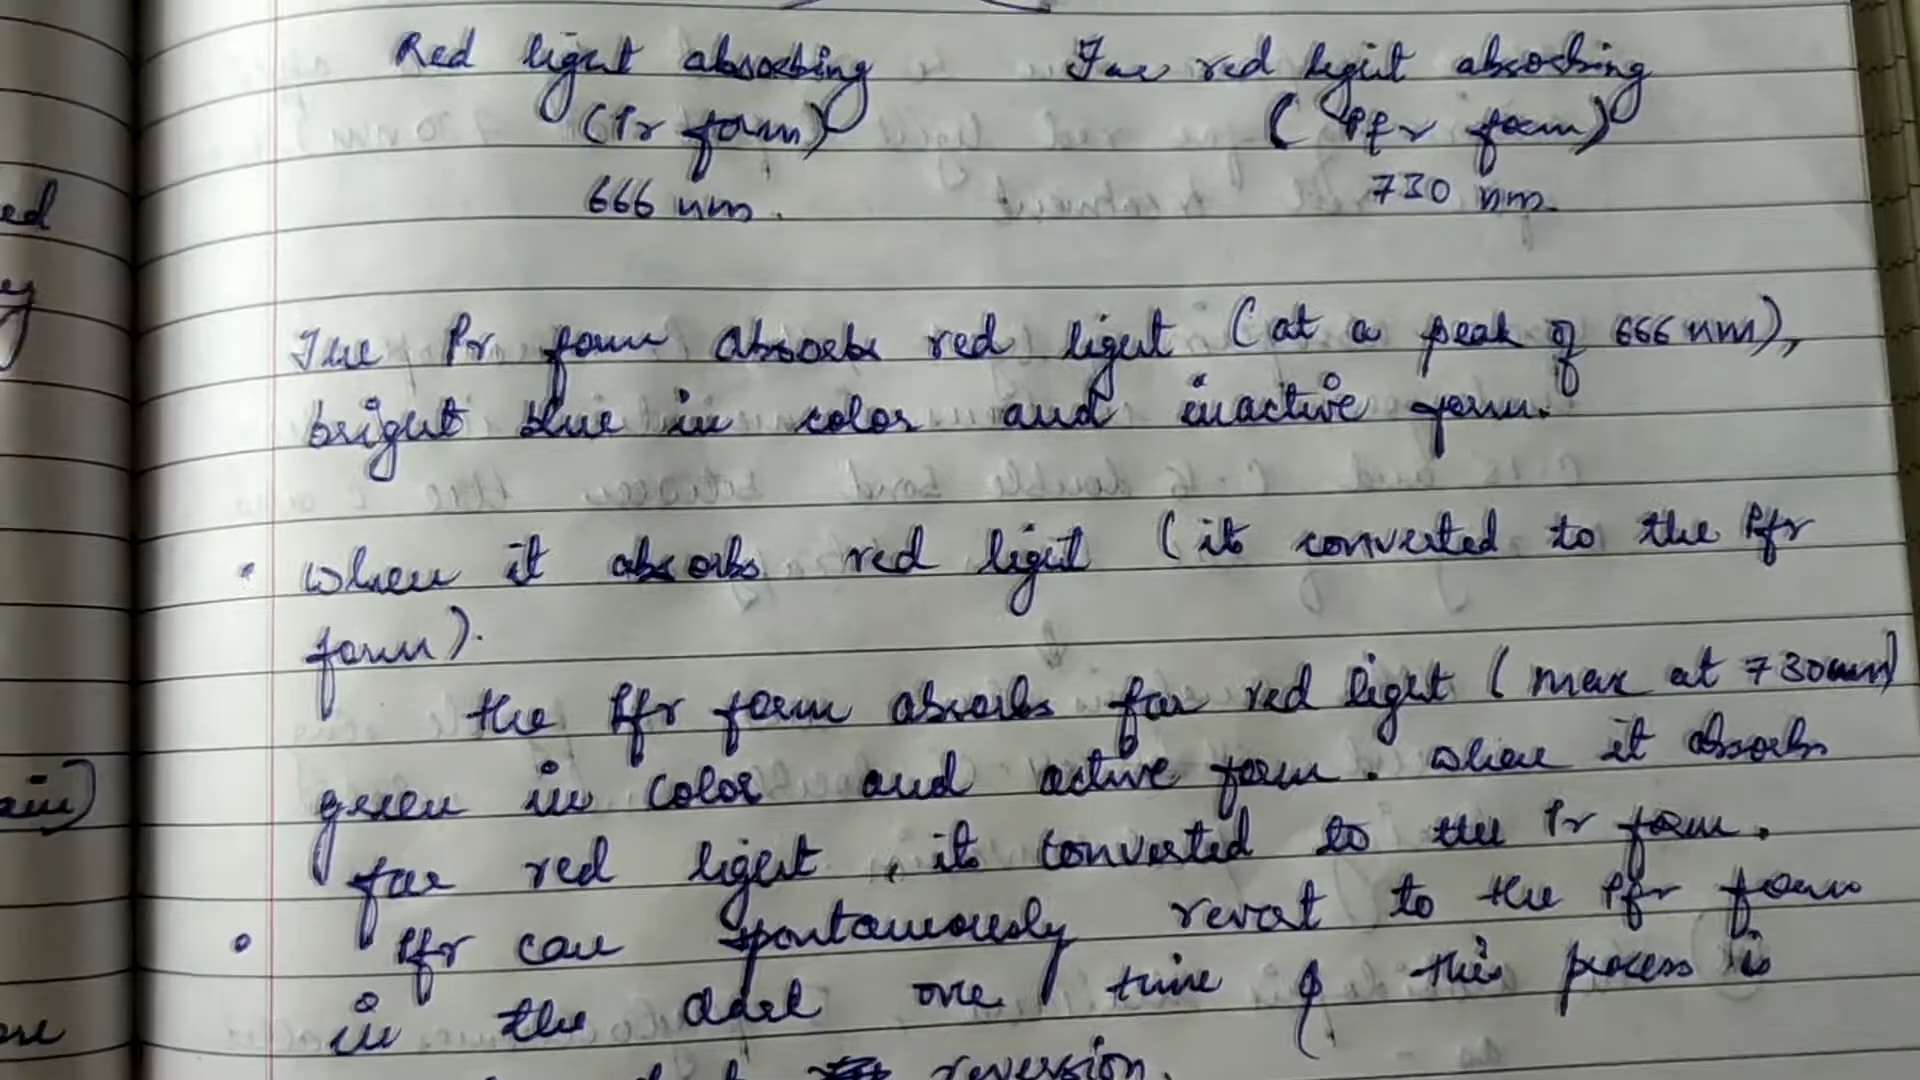 Red light absorbing Far red light absorbing
(Pr form) (Pfr form)
666 nm. 730 nm.
The Pr form absorbs red light (at a peak of 666 nm),
bright blue in color and inactive form.
• when it absorbs red light (its converted to the Pfr
form).
the Pfr form absorbs far red light (max at 730nm)
green in color and active form. when it absorbs
far red light, its converted to the Pr form.
• Pfr can spontaneously revert to the Pfr form
in the dark over time & this process is
reversion.